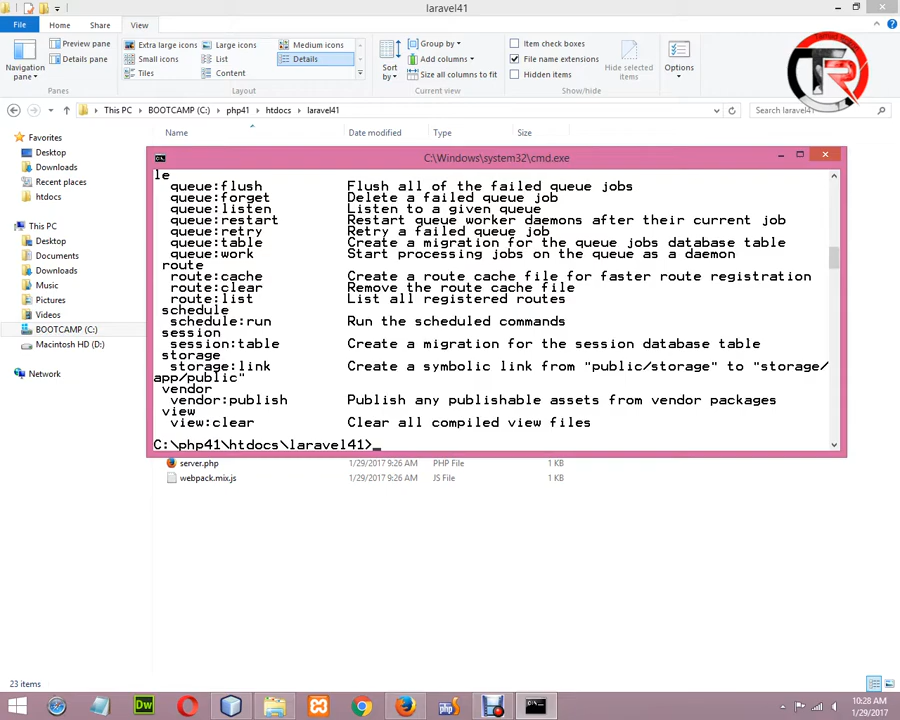 laravel41
File
Home
Share
View
Navigation
pane
Preview pane
Details pane
Panes
Extra large icons
Large icons
Medium icons
Small icons
List
Details
Tiles
Content
Layout
Sort
by
Group by
Add columns
Size all columns to fit
Current view
Item check boxes
File name extensions
Hidden items
Hide selected
items
Show/hide
Options
TR
This PC
BOOTCAMP (C:)
php41
htdocs
laravel41
Search laravel41
Name
Date modified
Type
Size
Favorites
Desktop
Downloads
Recent places
htdocs
This PC
Desktop
Documents
Downloads
Music
Pictures
Videos
BOOTCAMP (C:)
Macintosh HD (D:)
Network
C:\Windows\system32\cmd.exe
le
queue:flush Flush all of the failed queue jobs
queue:forget Delete a failed queue job
queue:listen Listen to a given queue
queue:restart Restart queue worker daemons after their current job
queue:retry Retry a failed queue job
queue:table Create a migration for the queue jobs database table
queue:work Start processing jobs on the queue as a daemon
route
route:cache Create a route cache file for faster route registration
route:clear Remove the route cache file
route:list List all registered routes
schedule
schedule:run Run the scheduled commands
session
session:table Create a migration for the session database table
storage
storage:link Create a symbolic link from "public/storage" to "storage/
app/public"
vendor
vendor:publish Publish any publishable assets from vendor packages
view
view:clear Clear all compiled view files
C:\php41\htdocs\laravel41>_
server.php 1/29/2017 9:26 AM PHP File 1 KB
webpack.mix.js 1/29/2017 9:26 AM JS File 1 KB
23 items
Dw
php
10:28 AM
1/29/2017